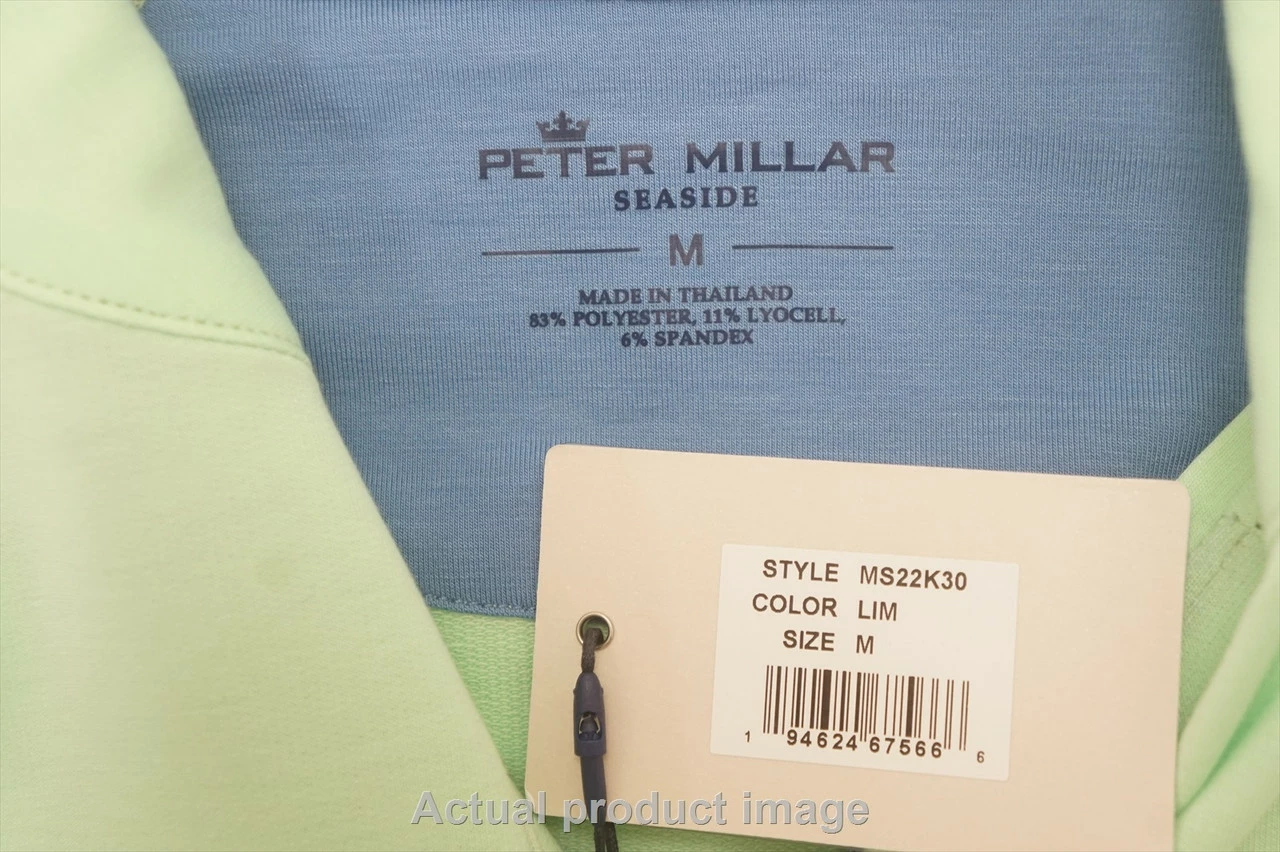 PETER MILLAR
SEASIDE
M
MADE IN THAILAND
83% POLYESTER, 11% LYOCELL,
6% SPANDEX
STYLE MS22K30
COLOR LIM
SIZE M
1 94624 67566 6
Actual product image